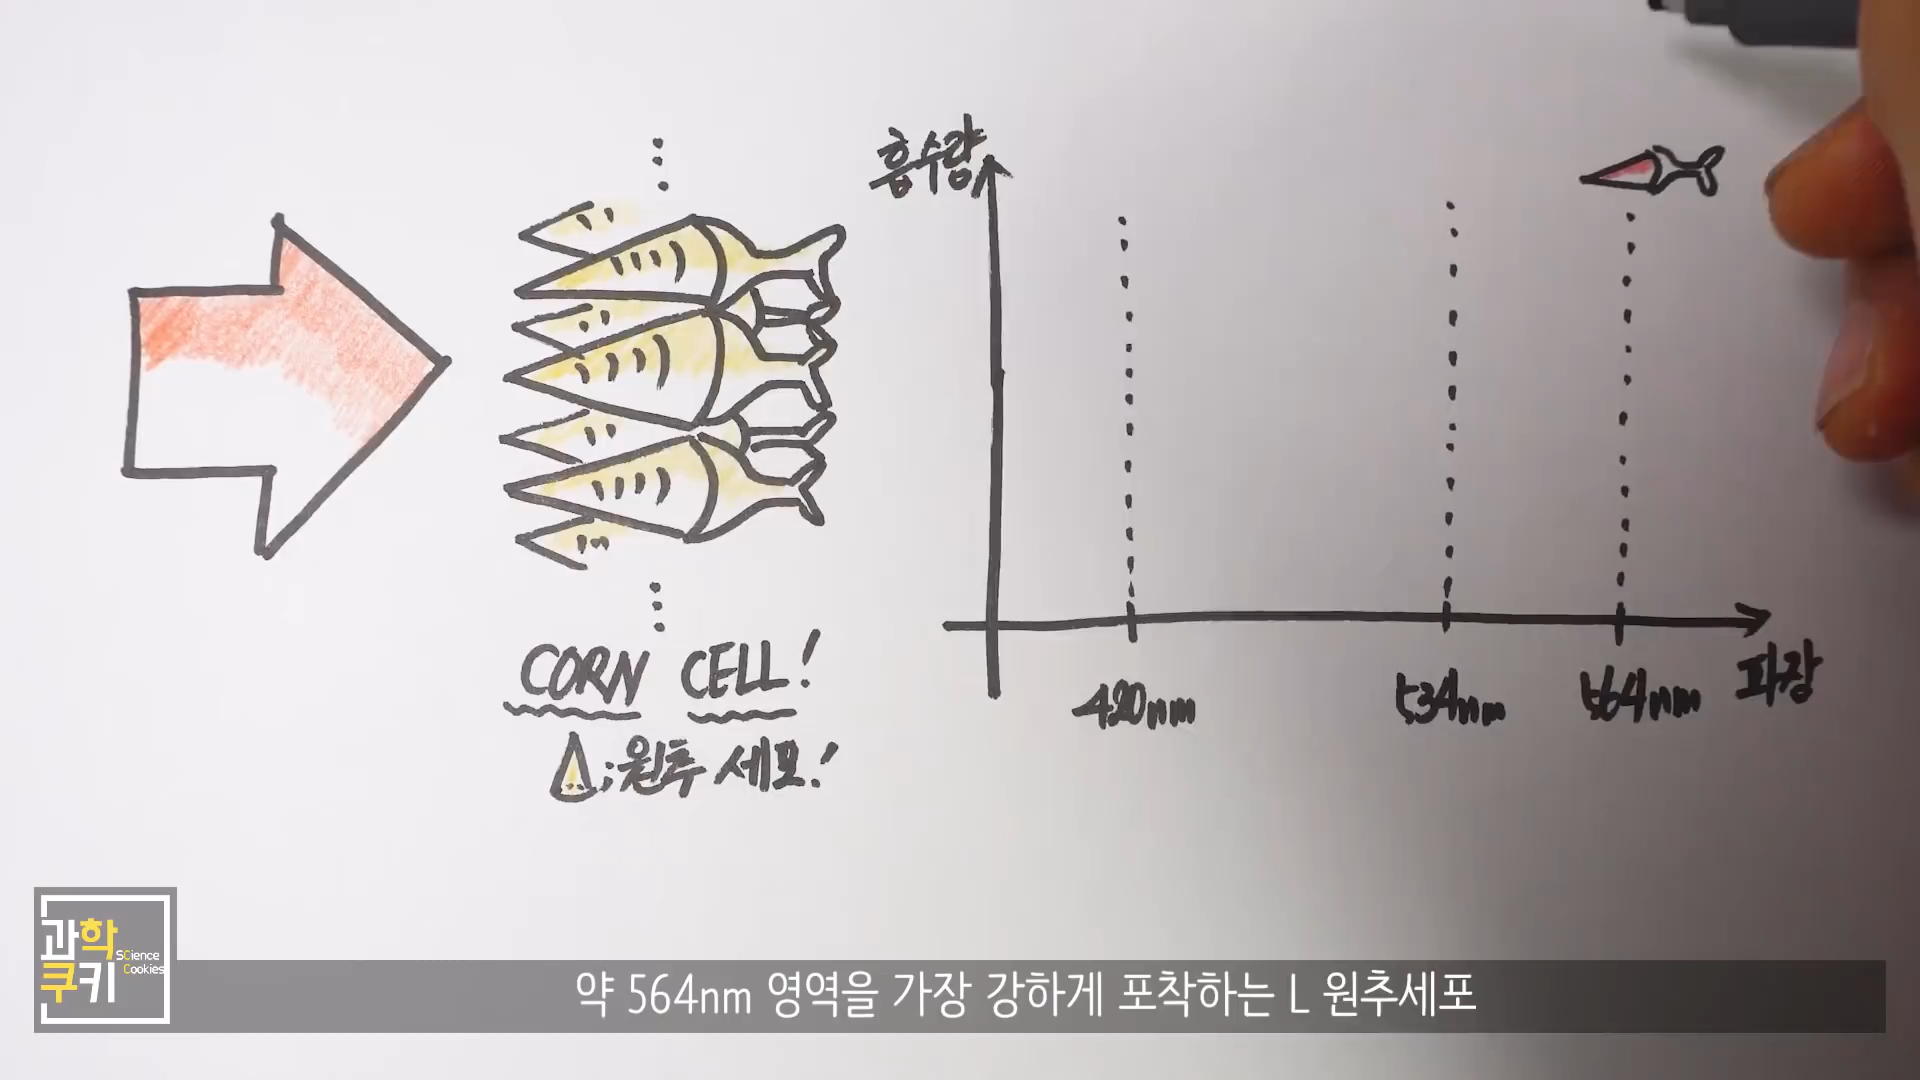 흡수량
420nm
534nm
564nm
파장
CORN CELL!
;원추 세포!
과학
쿠키
SCience
Cookies
약 564nm 영역을 가장 강하게 포착하는 L 원추세포